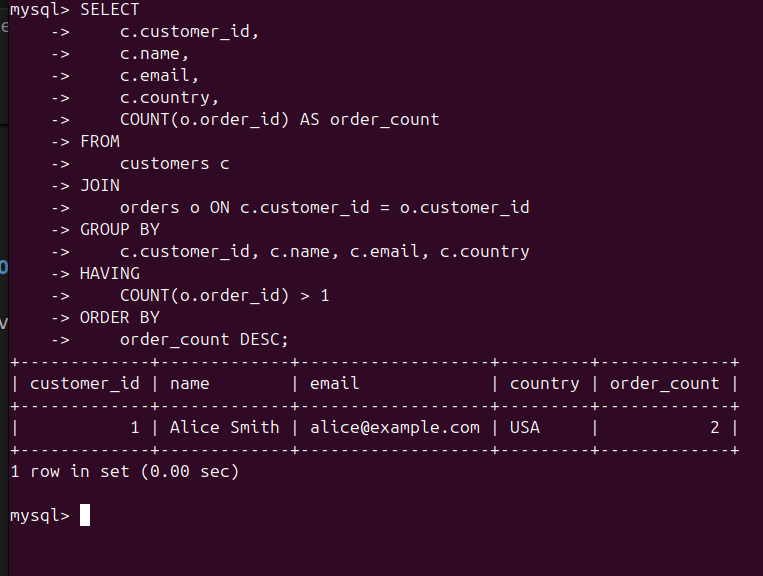 mysql> SELECT
    ->     c.customer_id,
    ->     c.name,
    ->     c.email,
    ->     c.country,
    ->     COUNT(o.order_id) AS order_count
    -> FROM
    ->     customers c
    -> JOIN
    ->     orders o ON c.customer_id = o.customer_id
    -> GROUP BY
    ->     c.customer_id, c.name, c.email, c.country
    -> HAVING
    ->     COUNT(o.order_id) > 1
    -> ORDER BY
    ->     order_count DESC;
+-------------+-------------+-------------------+---------+-------------+
| customer_id | name        | email             | country | order_count |
+-------------+-------------+-------------------+---------+-------------+
|           1 | Alice Smith | alice@example.com | USA     |           2 |
+-------------+-------------+-------------------+---------+-------------+
1 row in set (0.00 sec)
mysql>